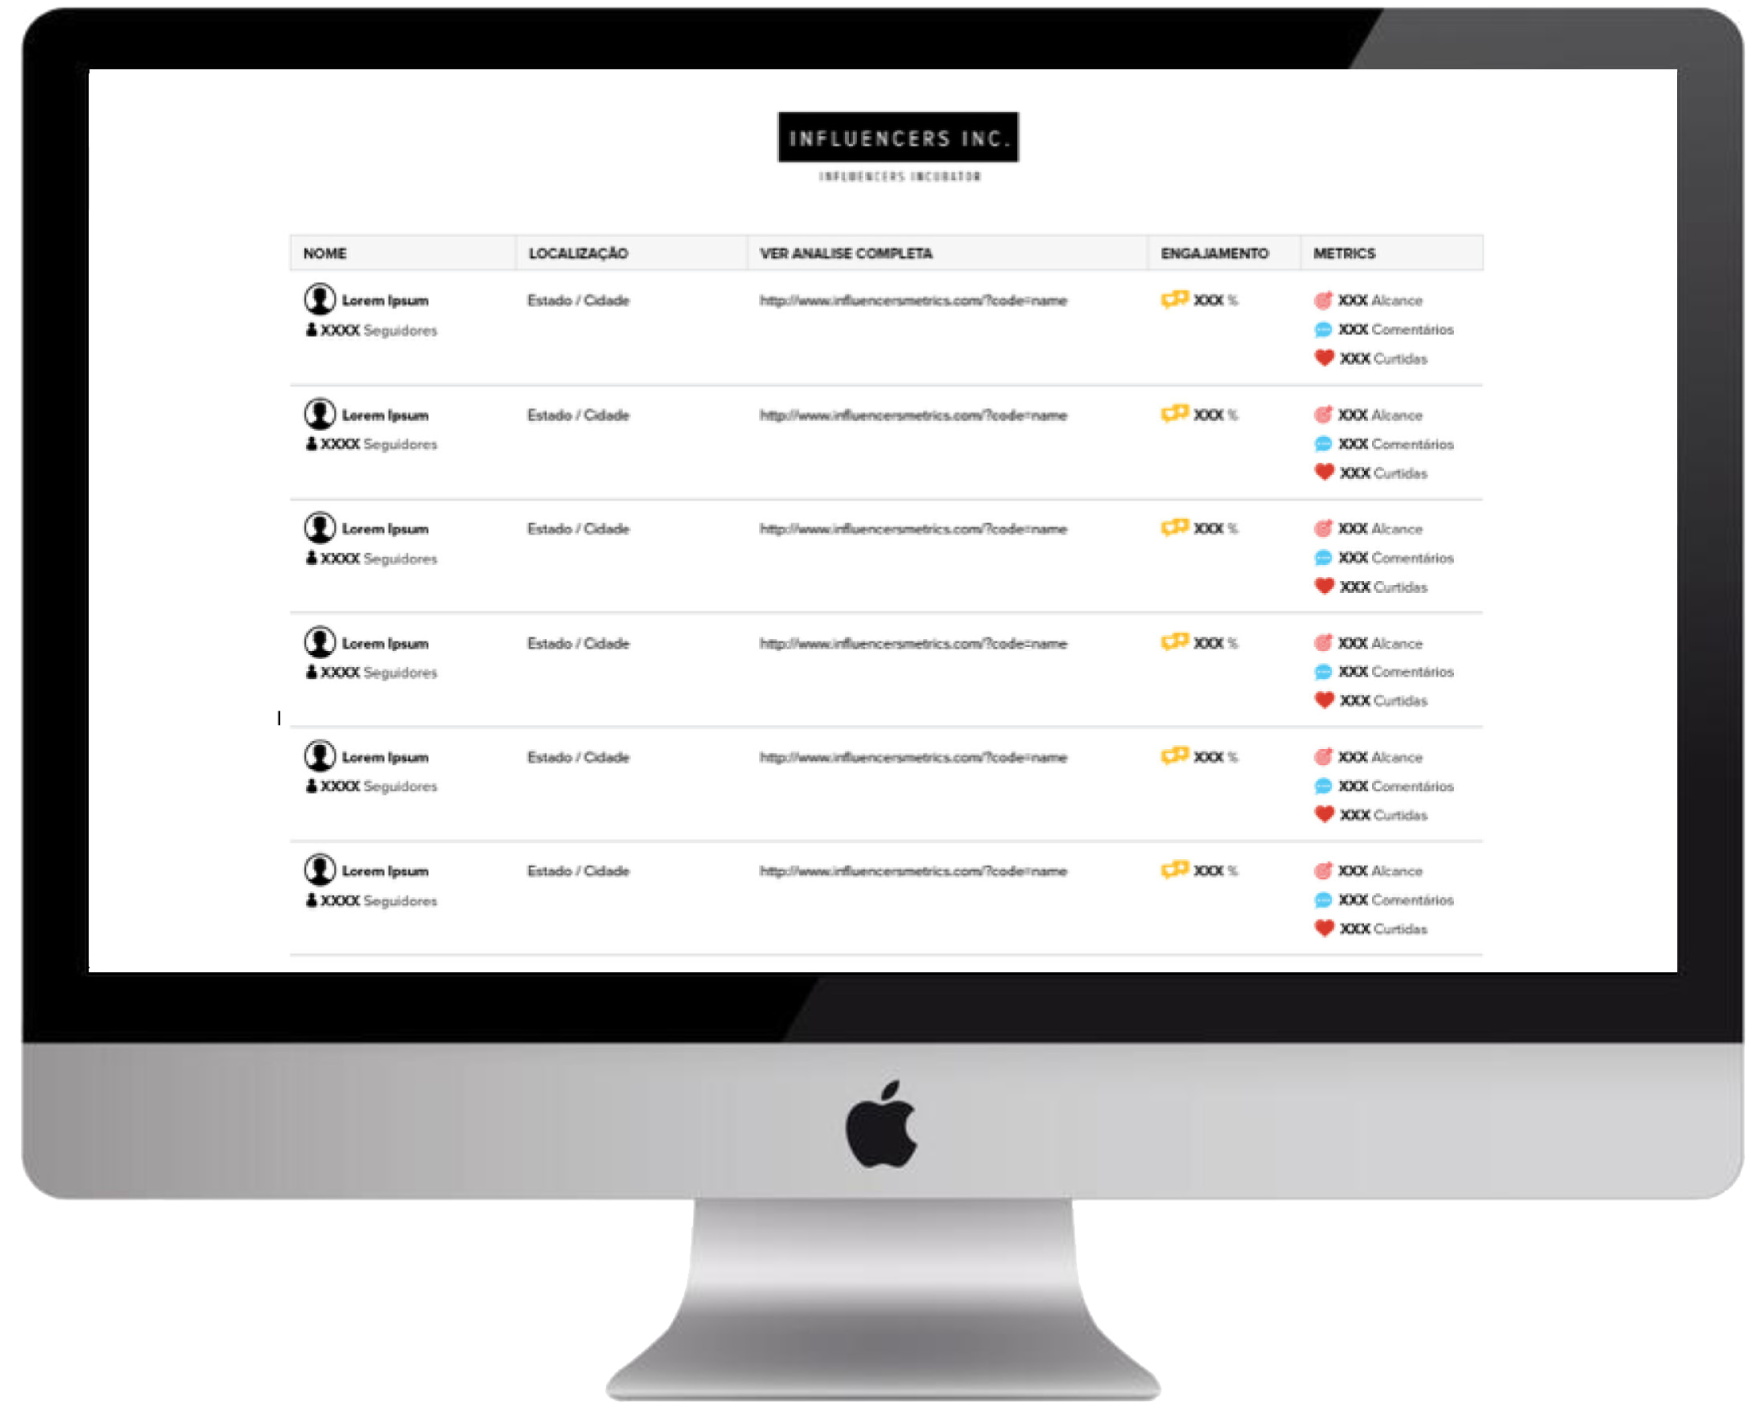 INFLUENCERS INC.
INFLUENCERS INCUBATOR
NOME LOCALIZAÇÃO VER ANALISE COMPLETA ENGAJAMENTO METRICS
Lorem Ipsum Estado / Cidade http://www.influencersmetrics.com/?code=name XXX % XXX Alcance
XXXX Seguidores XXX Comentários
XXX Curtidas
Lorem Ipsum Estado / Cidade http://www.influencersmetrics.com/?code=name XXX % XXX Alcance
XXXX Seguidores XXX Comentários
XXX Curtidas
Lorem Ipsum Estado / Cidade http://www.influencersmetrics.com/?code=name XXX % XXX Alcance
XXXX Seguidores XXX Comentários
XXX Curtidas
Lorem Ipsum Estado / Cidade http://www.influencersmetrics.com/?code=name XXX % XXX Alcance
XXXX Seguidores XXX Comentários
XXX Curtidas
Lorem Ipsum Estado / Cidade http://www.influencersmetrics.com/?code=name XXX % XXX Alcance
XXXX Seguidores XXX Comentários
XXX Curtidas
Lorem Ipsum Estado / Cidade http://www.influencersmetrics.com/?code=name XXX % XXX Alcance
XXXX Seguidores XXX Comentários
XXX Curtidas